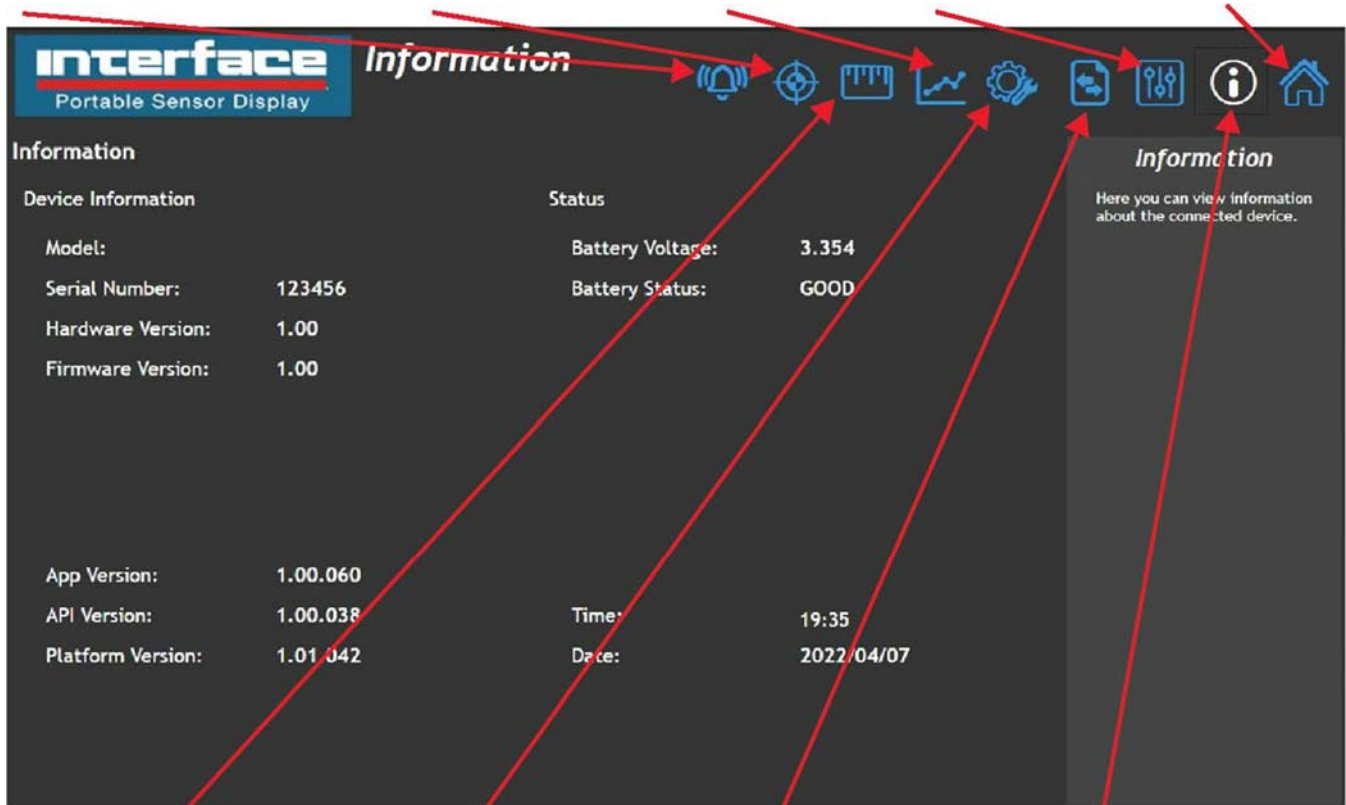 interface
Portable Sensor Display
Information
Information
Device Information
Model:
Serial Number: 123456
Hardware Version: 1.00
Firmware Version: 1.00
App Version: 1.00.060
API Version: 1.00.038
Platform Version: 1.01.042
Status
Battery Voltage: 3.354
Battery Status: GOOD
Time: 19:35
Date: 2022/04/07
Information
Here you can view information
about the connected device.